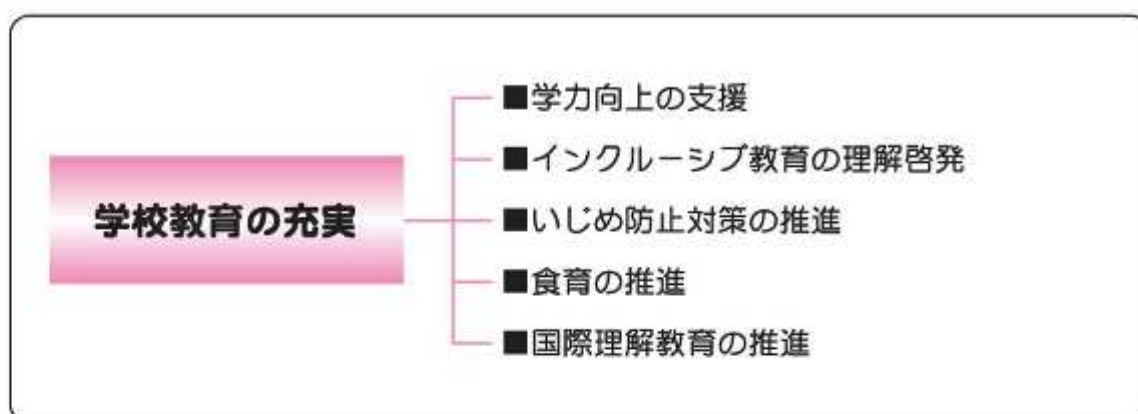 学校教育の充実
■学力向上の支援
■インクルーシブ教育の理解啓発
■いじめ防止対策の推進
■食育の推進
■国際理解教育の推進